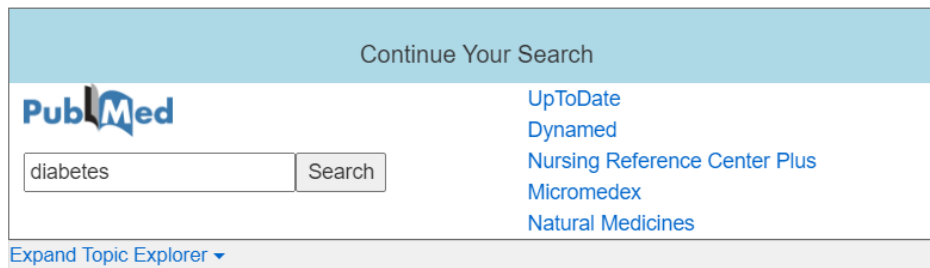 Continue Your Search
PubMed
diabetes
Search
UpToDate
Dynamed
Nursing Reference Center Plus
Micromedex
Natural Medicines
Expand Topic Explorer